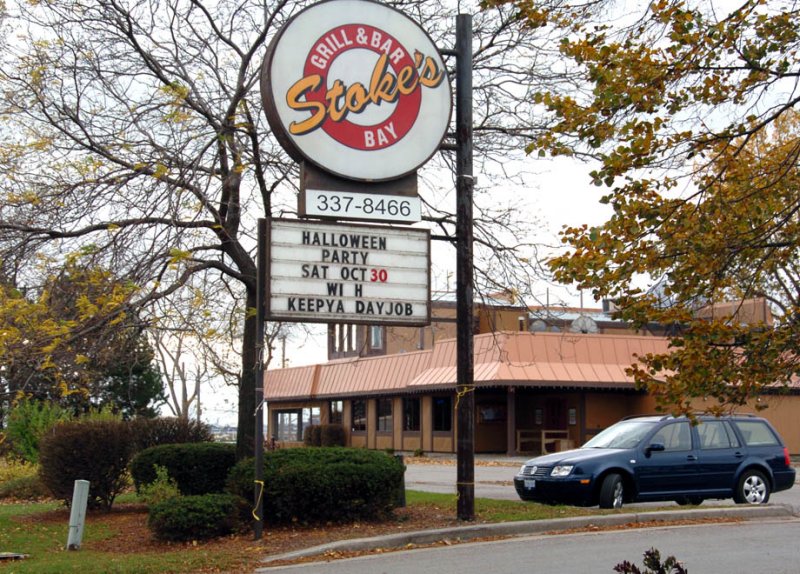 GRILL & BAR
Stoke's
BAY
337-8466
HALLOWEEN
PARTY
SAT OCT 30
WI H
KEEPYA DAYJOB